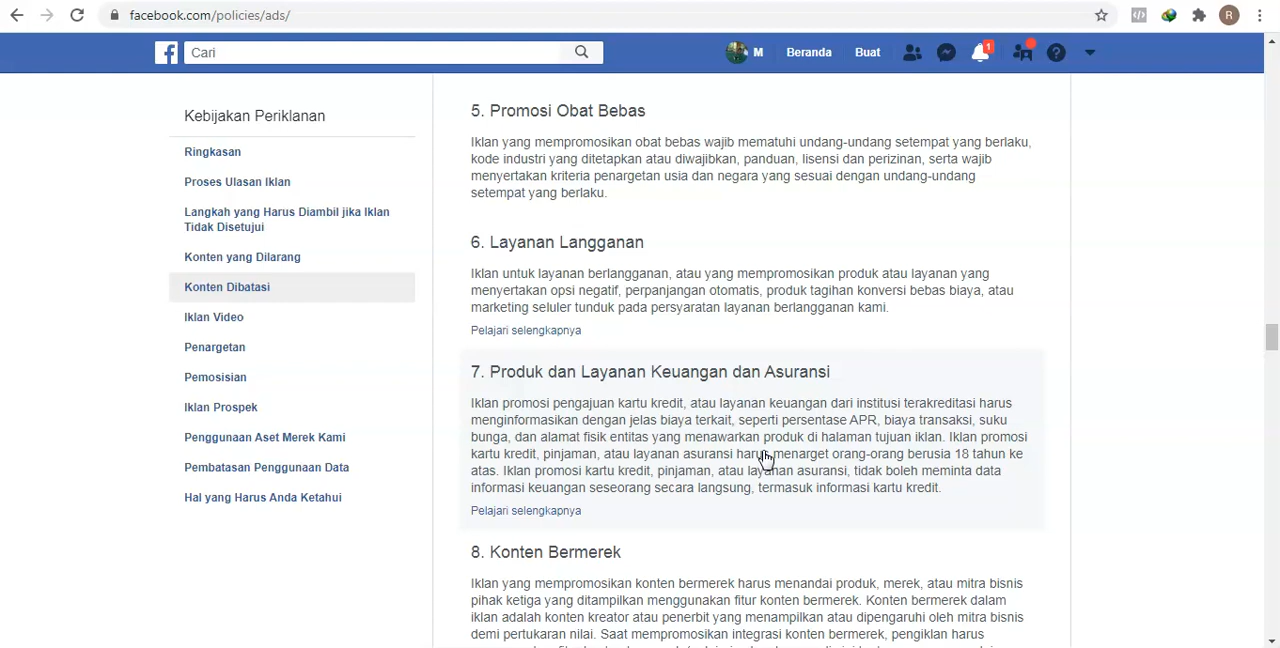 facebook.com/policies/ads/
R
Cari
M
Beranda
Buat
1
Kebijakan Periklanan
Ringkasan
Proses Ulasan Iklan
Langkah yang Harus Diambil jika Iklan
Tidak Disetujui
Konten yang Dilarang
Konten Dibatasi
Iklan Video
Penargetan
Pemosisian
Iklan Prospek
Penggunaan Aset Merek Kami
Pembatasan Penggunaan Data
Hal yang Harus Anda Ketahui
5. Promosi Obat Bebas
Iklan yang mempromosikan obat bebas wajib mematuhi undang-undang setempat yang berlaku,
kode industri yang ditetapkan atau diwajibkan, panduan, lisensi dan perizinan, serta wajib
menyertakan kriteria penargetan usia dan negara yang sesuai dengan undang-undang
setempat yang berlaku.
6. Layanan Langganan
Iklan untuk layanan berlangganan, atau yang mempromosikan produk atau layanan yang
menyertakan opsi negatif, perpanjangan otomatis, produk tagihan konversi bebas biaya, atau
marketing seluler tunduk pada persyaratan layanan berlangganan kami.
Pelajari selengkapnya
7. Produk dan Layanan Keuangan dan Asuransi
Iklan promosi pengajuan kartu kredit, atau layanan keuangan dari institusi terakreditasi harus
menginformasikan dengan jelas biaya terkait, seperti persentase APR, biaya transaksi, suku
bunga, dan alamat fisik entitas yang menawarkan produk di halaman tujuan iklan. Iklan promosi
kartu kredit, pinjaman, atau layanan asuransi harus menarget orang-orang berusia 18 tahun ke
atas. Iklan promosi kartu kredit, pinjaman, atau layanan asuransi, tidak boleh meminta data
informasi keuangan seseorang secara langsung, termasuk informasi kartu kredit.
Pelajari selengkapnya
8. Konten Bermerek
Iklan yang mempromosikan konten bermerek harus menandai produk, merek, atau mitra bisnis
pihak ketiga yang ditampilkan menggunakan fitur konten bermerek. Konten bermerek dalam
iklan adalah konten kreator atau penerbit yang menampilkan atau dipengaruhi oleh mitra bisnis
demi pertukaran nilai. Saat mempromosikan integrasi konten bermerek, pengiklan harus